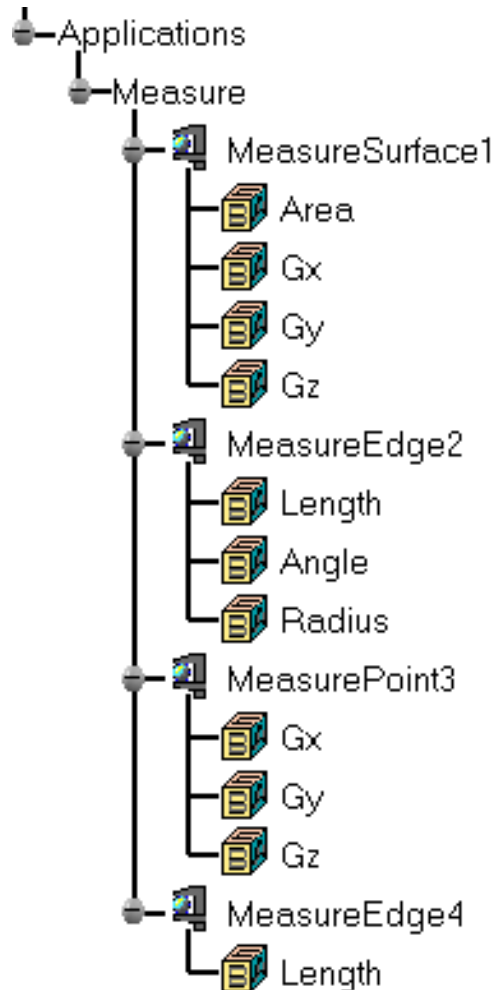 Applications
Measure
MeasureSurface1
Area
Gx
Gy
Gz
MeasureEdge2
Length
Angle
Radius
MeasurePoint3
Gx
Gy
Gz
MeasureEdge4
Length